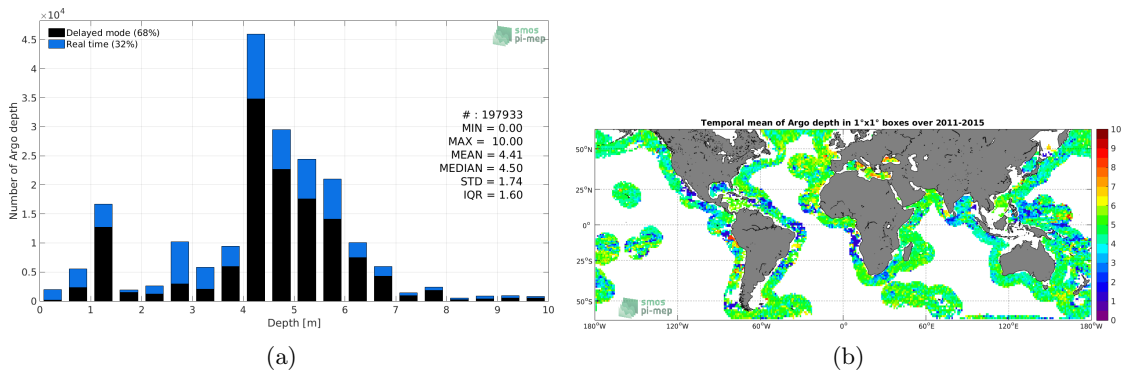 ×10⁴
Delayed mode (68%)
Real time (32%)
smos
pi-mep
# : 197933
MIN = 0.00
MAX = 10.00
MEAN = 4.41
MEDIAN = 4.50
STD = 1.74
IQR = 1.60
Number of Argo depth
4.5
4
3.5
3
2.5
2
1.5
1
0.5
0
0 1 2 3 4 5 6 7 8 9 10
Depth [m]
(a)
Temporal mean of Argo depth in 1°x1° boxes over 2011-2015
50°N
25°N
0°
25°S
50°S
smos
pi-mep
180°W 120°W 60°W 0° 60°E 120°E 180°W
10
9
8
7
6
5
4
3
2
1
0
(b)